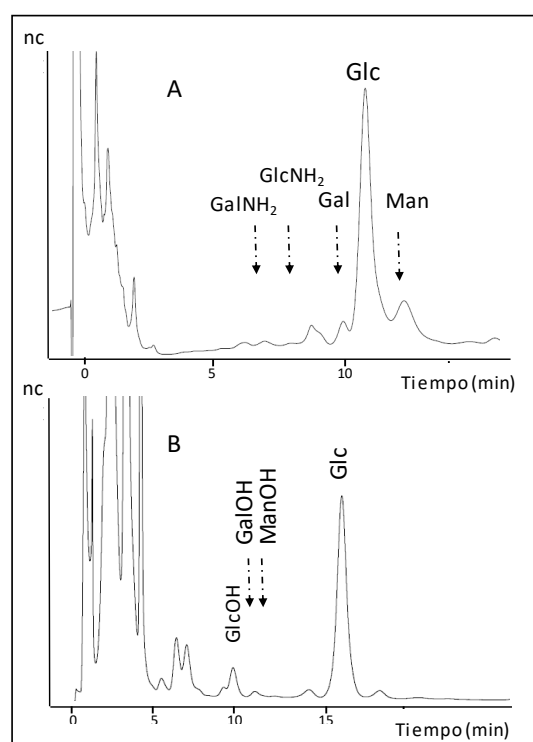 nc
A
Glc
GlcNH₂
GalNH₂ Gal Man
0 5 10
Tiempo (min)
nc
B
GlcOH
GalOH
ManOH
Glc
0 5 10 15
Tiempo (min)